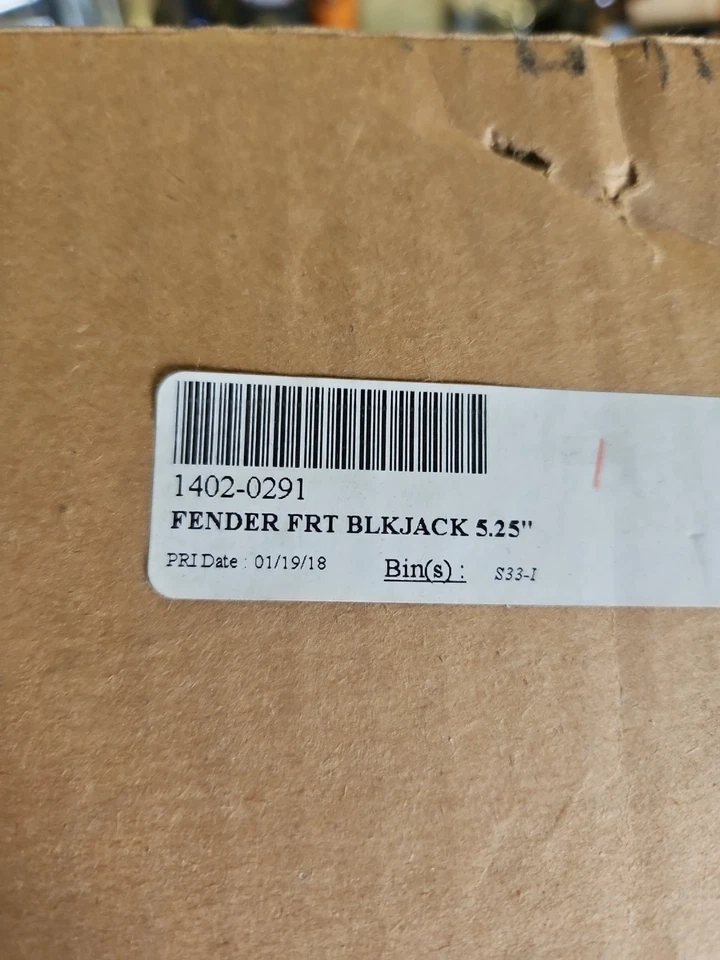 1402-0291
FENDER FRT BLKJACK 5.25"
PRI Date : 01/19/18
Bin(s) : S33-I